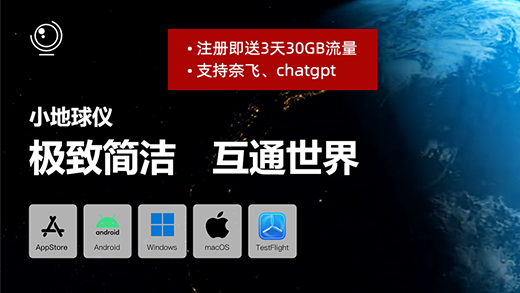 • 注册即送3天30GB流量
• 支持奈飞、chatgpt
小地球仪
极致简洁 互通世界
AppStore
android
Android
Windows
macOS
TestFlight